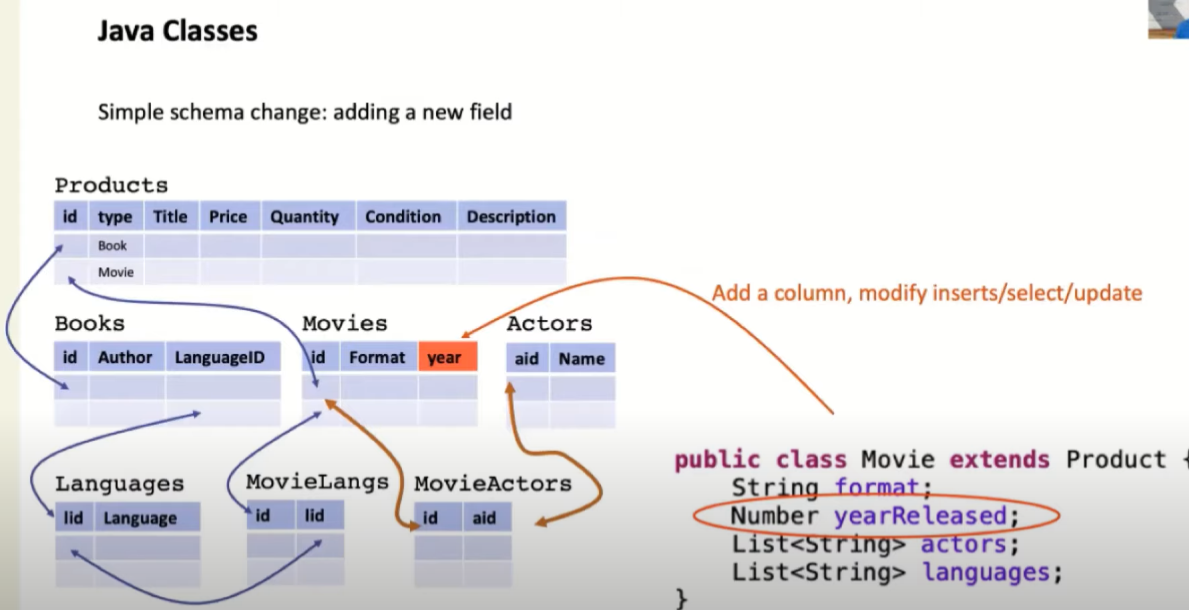 Java Classes
Simple schema change: adding a new field
Products
id type Title Price Quantity Condition Description
Book
Movie
Add a column, modify inserts/select/update
Books Movies Actors
id Author LanguageID id Format year aid Name
public class Movie extends Product {
String format;
Languages MovieLangs MovieActors
lid Language id lid id aid
Number yearReleased;
List<String> actors;
List<String> languages;
}